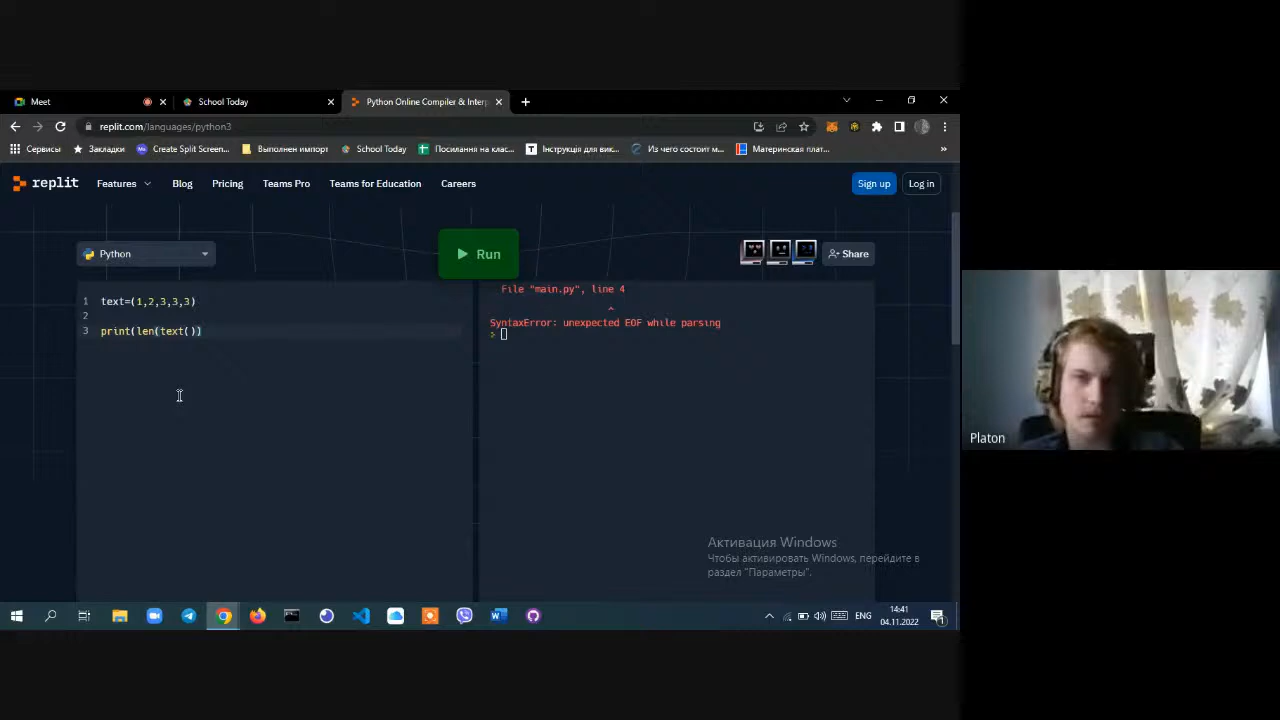 Meet
School Today
Python Online Compiler & Interp
replit.com/languages/python3
Сервисы
Закладки
Create Split Screen...
Выполнен импорт
School Today
Посилання на клас...
Інструкція для вик...
Из чего состоит м...
Материнская плат...
replit
Features
Blog
Pricing
Teams Pro
Teams for Education
Careers
Sign up
Log in
Python
Run
Share
1 text=(1,2,3,3,3)
2
3 print(len(text())
File "main.py", line 4
^
SyntaxError: unexpected EOF while parsing
>
Platon
Активация Windows
Чтобы активировать Windows, перейдите в
раздел "Параметры".
ENG
14:41
04.11.2022